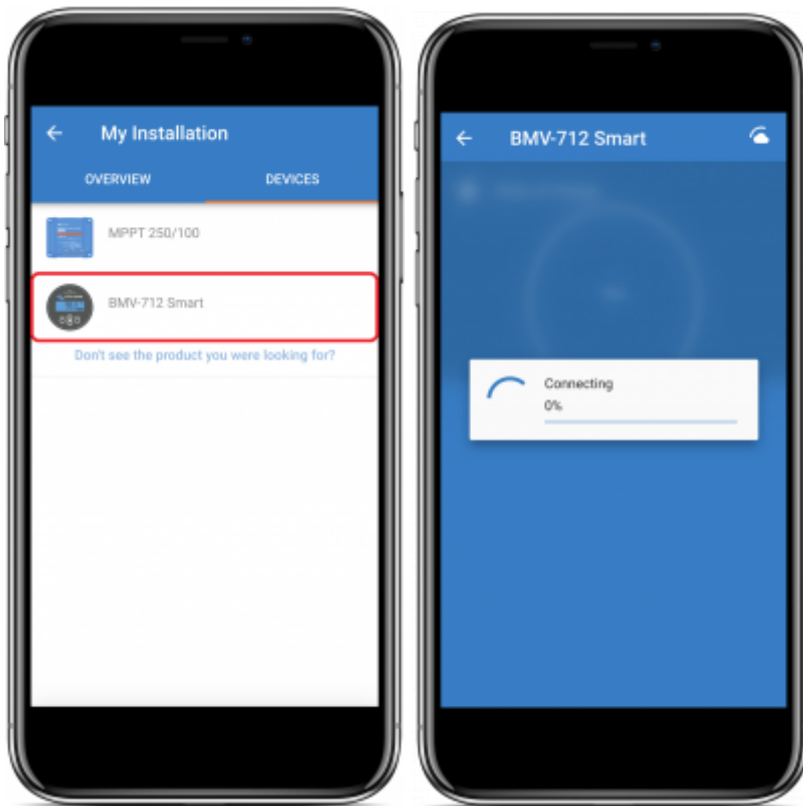 My Installation
OVERVIEW DEVICES
MPPT 250/100
BMV-712 Smart
Don't see the product you were looking for?
BMV-712 Smart
Connecting
0%